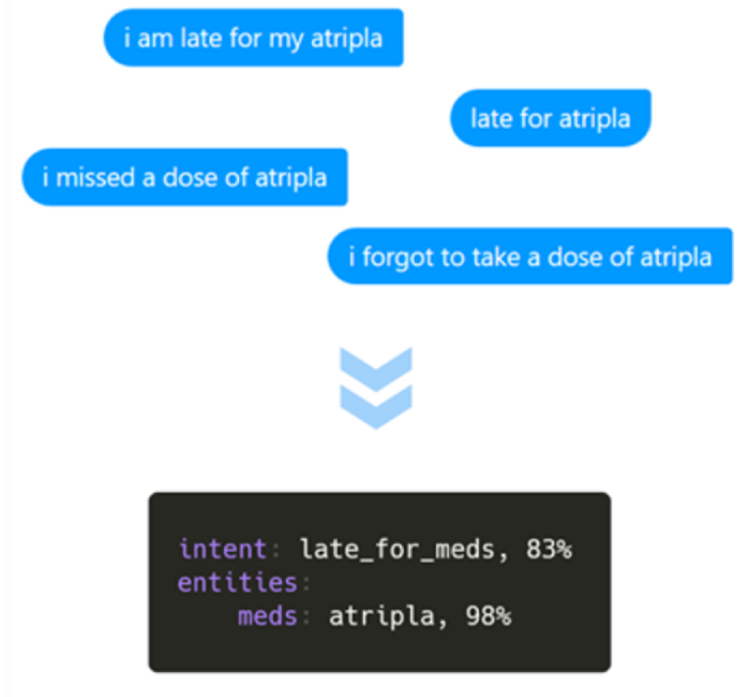 i am late for my atripla
late for atripla
i missed a dose of atripla
i forgot to take a dose of atripla
intent: late_for_meds, 83%
entities:
meds: atripla, 98%